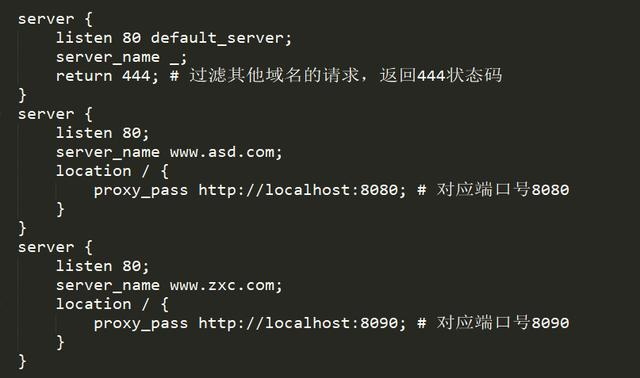 server {
    listen 80 default_server;
    server_name _;
    return 444; # 过滤其他域名的请求，返回444状态码
}
server {
    listen 80;
    server_name www.asd.com;
    location / {
        proxy_pass http://localhost:8080; # 对应端口号8080
    }
}
server {
    listen 80;
    server_name www.zxc.com;
    location / {
        proxy_pass http://localhost:8090; # 对应端口号8090
    }
}